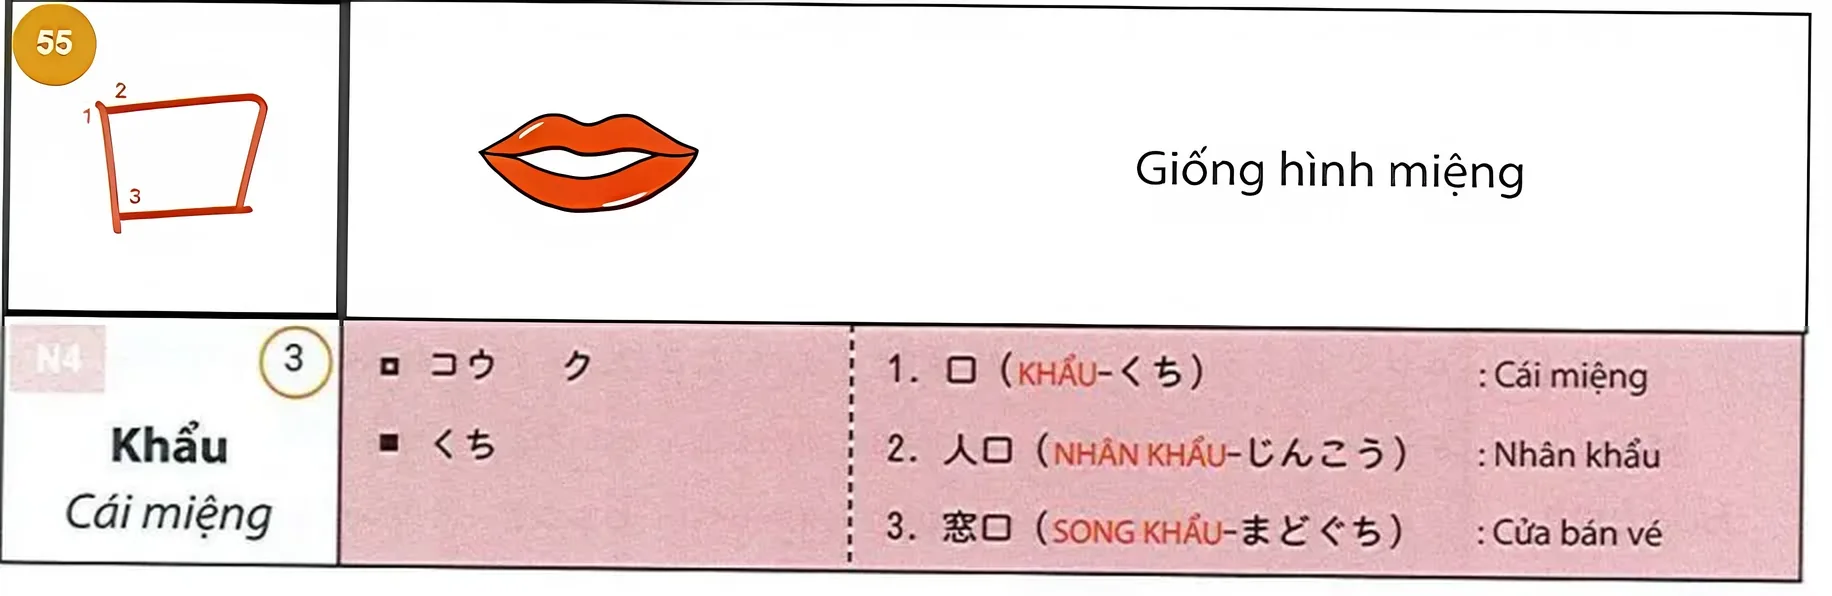 55
1
2
3
Giống hình miệng
N4
3
Khẩu
Cái miệng
コウ ク
くち
1. 口 (KHẨU-くち) : Cái miệng
2. 人口 (NHÂN KHẨU-じんこう) : Nhân khẩu
3. 窓口 (SONG KHẨU-まどぐち) : Cửa bán vé